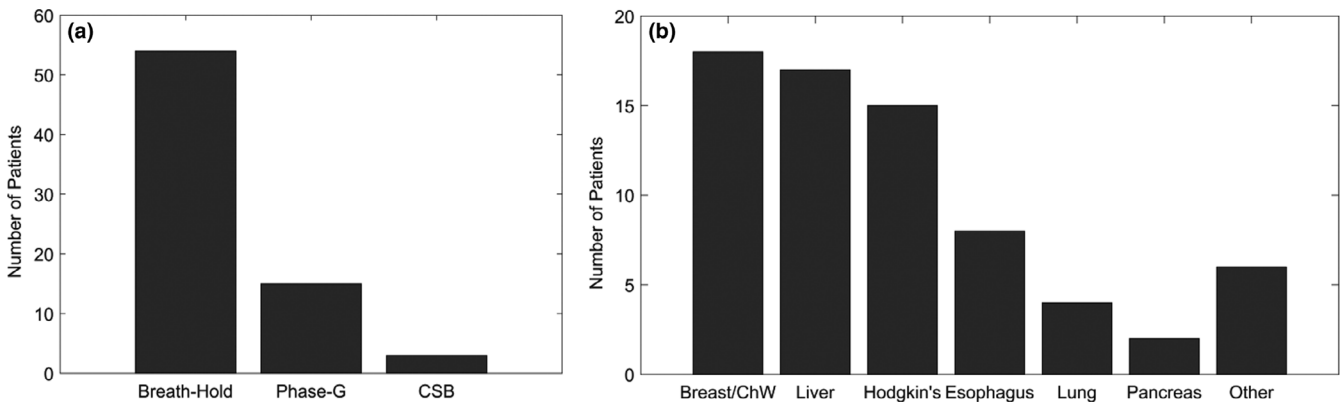 (a)
Number of Patients
60
50
40
30
20
10
0
Breath-Hold Phase-G CSB
(b)
Number of Patients
20
15
10
5
0
Breast/ChW Liver Hodgkin's Esophagus Lung Pancreas Other